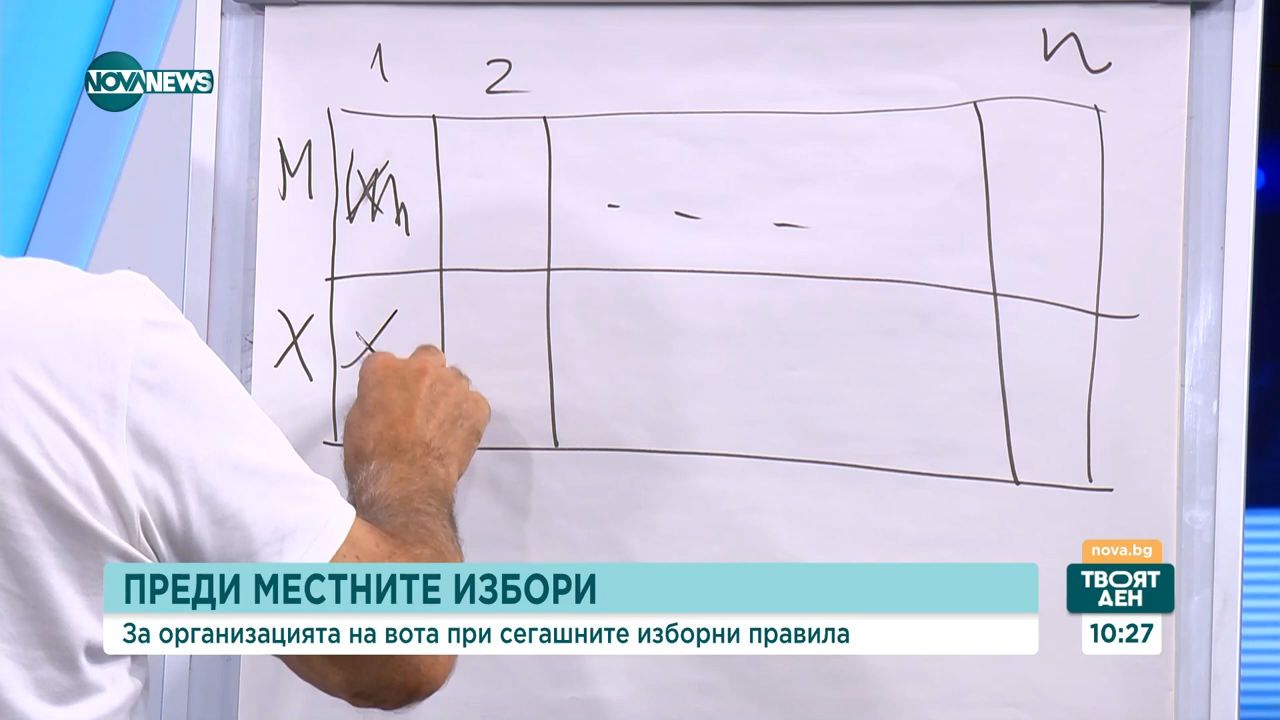 NOVA NEWS
1 2 n
M
- - -
X X
ПРЕДИ МЕСТНИТЕ ИЗБОРИ
За организацията на вота при сегашните изборни правила
nova.bg
ТВОЯТ
ДЕН
10:27